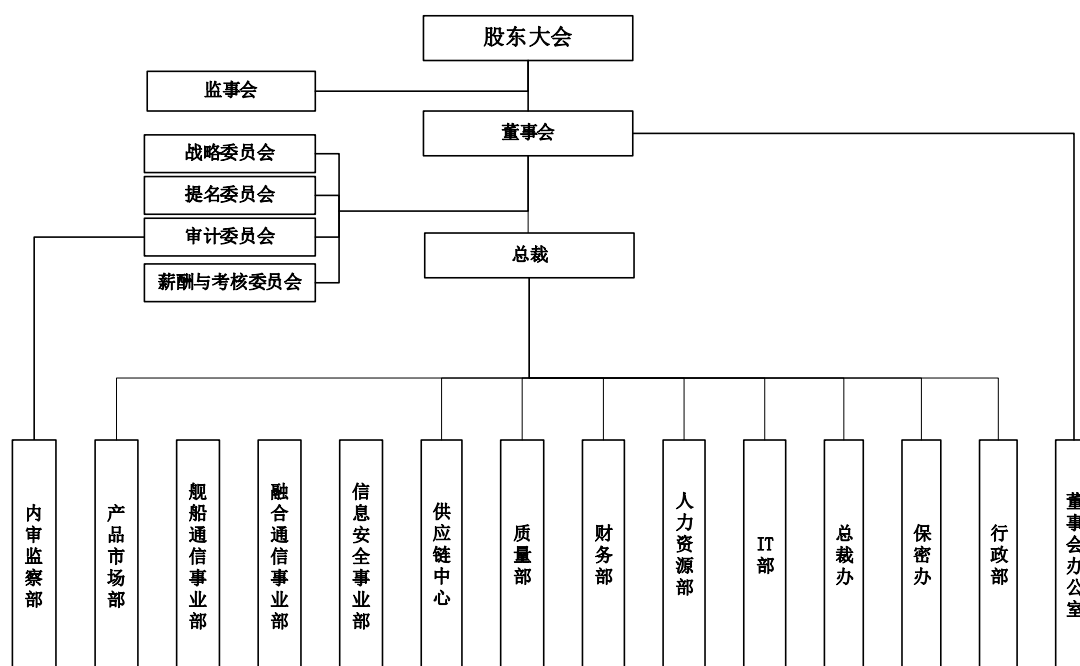 股东大会
监事会
董事会
战略委员会
提名委员会
审计委员会
总裁
薪酬与考核委员会
内审监察部
产品市场部
舰船通信事业部
融合通信事业部
信息安全事业部
供应链中心
质量部
财务部
人力资源部
IT部
总裁办
保密办
行政部
董事会办公室